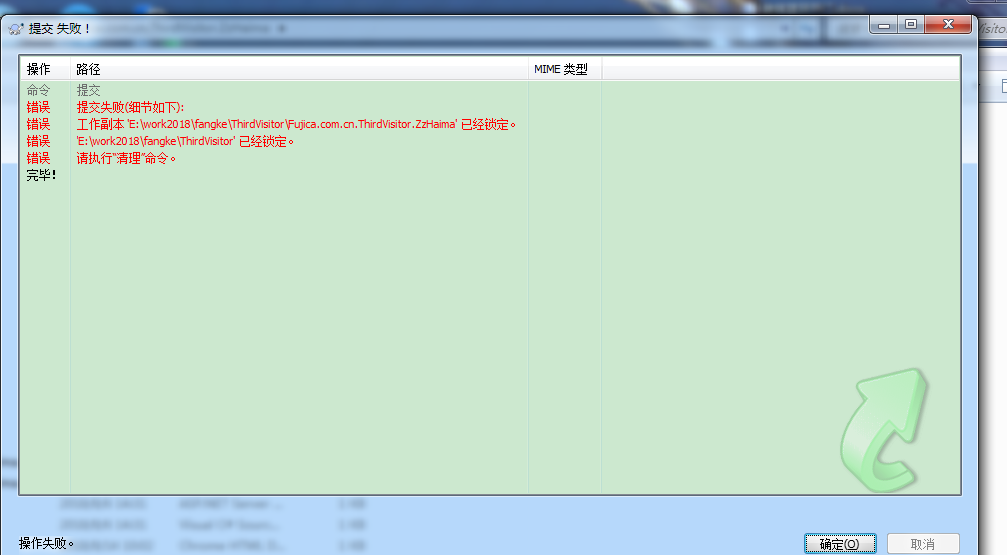 提交 失败！
操作 路径 MIME 类型
命令 提交
错误 提交失败(细节如下):
错误 工作副本 'E:\work2018\fangke\ThirdVisitor\Fujica.com.cn.ThirdVisitor.ZzHaima' 已经锁定。
错误 'E:\work2018\fangke\ThirdVisitor' 已经锁定。
错误 请执行“清理”命令。
完毕!
操作失败。
确定(O) 取消